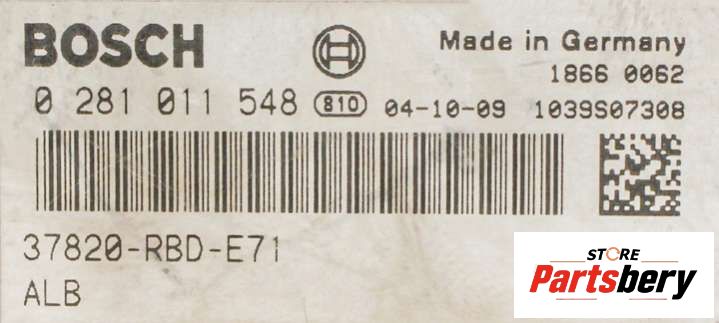 BOSCH
Made in Germany
1866 0062
0 281 011 548 810 04-10-09 1039S07308
37820-RBD-E71
ALB
STORE
Partsbery